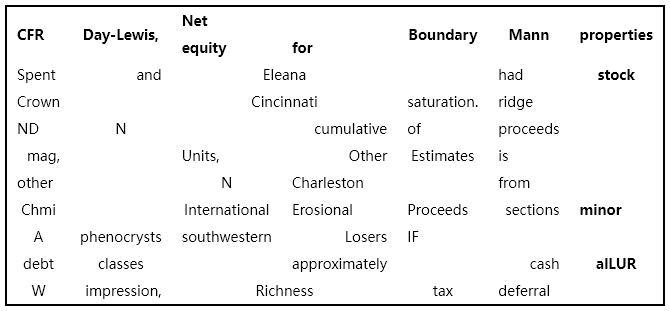 CFR Day-Lewis, Net equity for Boundary Mann properties
Spent and Eleana had stock
Crown Cincinnati saturation. ridge
ND N cumulative of proceeds
mag, Units, Other Estimates is
other N Charleston from
Chmi International Erosional Proceeds sections minor
A phenocrysts southwestern Losers IF
debt classes approximately cash alLUR
W impression, Richness tax deferral